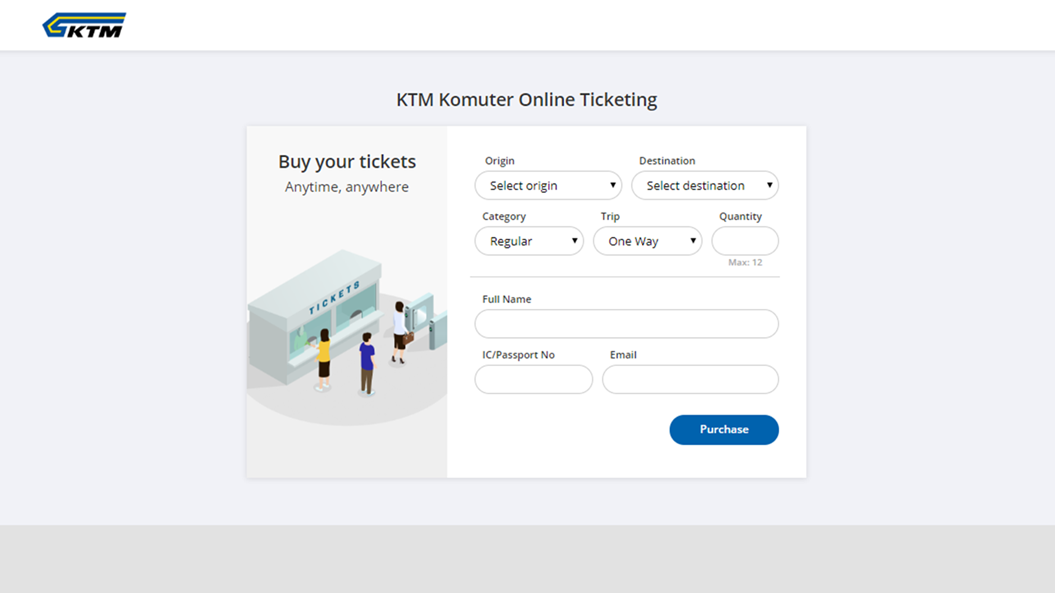 KTM
KTM Komuter Online Ticketing
Buy your tickets
Anytime, anywhere
TICKETS
Origin
Destination
Select origin
Select destination
Category
Trip
Quantity
Regular
One Way
Max: 12
Full Name
IC/Passport No
Email
Purchase